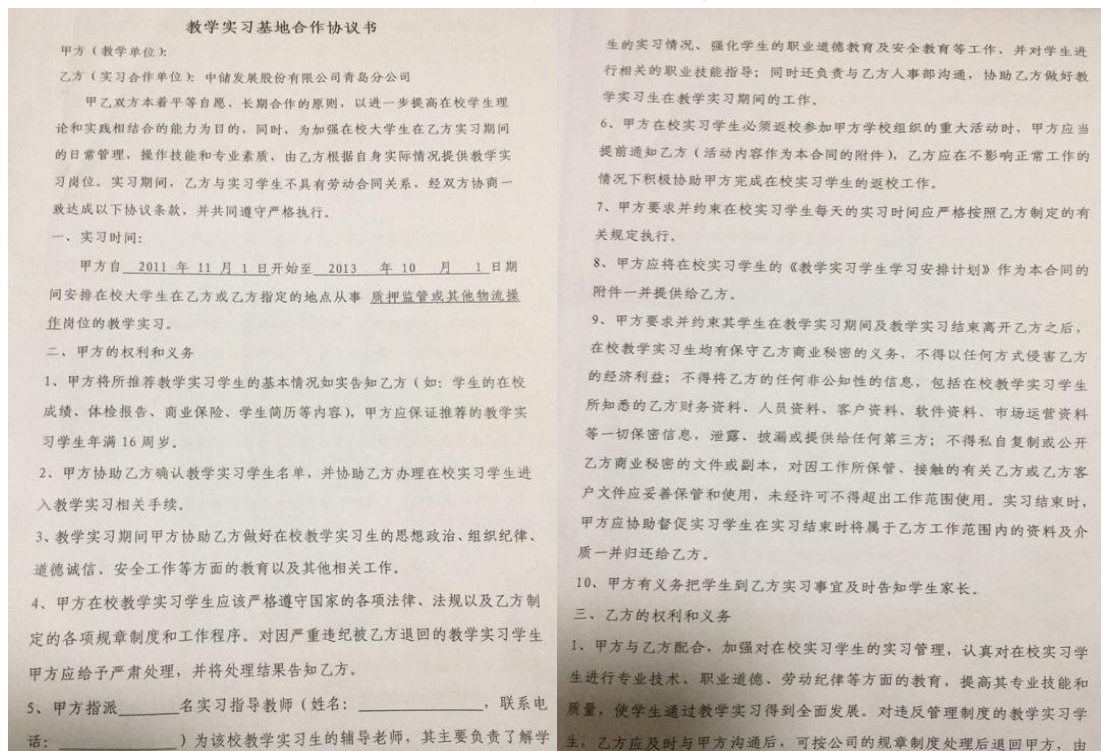 教学实习基地合作协议书
甲方（教学单位）：
乙方（实习合作单位）：中储发展股份有限公司青岛分公司
甲乙双方本着平等自愿、长期合作的原则，以进一步提高在校学生理
论和实践相结合的能力为目的，同时，为加强在校大学生在乙方实习期间
的日常管理，操作技能和专业素质，由乙方根据自身实际情况提供教学实
习岗位。实习期间，乙方与实习学生不具有劳动合同关系，经双方协商一
致达成以下协议条款，并共同遵守严格执行。
一、实习时间：
甲方自 2011 年 11 月 1 日开始至 2013 年 10 月 1 日期
间安排在校大学生在乙方或乙方指定的地点从事 质押监管或其他物流操
作岗位的教学实习。
二、甲方的权利和义务
1、甲方将所推荐教学实习学生的基本情况如实告知乙方（如：学生的在校
成绩、体检报告、商业保险、学生简历等内容），甲方应保证推荐的教学实
习学生年满 16 周岁。
2、甲方协助乙方确认教学实习学生名单，并协助乙方办理在校实习学生进
入教学实习相关手续。
3、教学实习期间甲方协助乙方做好在校教学实习生的思想政治、组织纪律、
道德诚信、安全工作等方面的教育以及其他相关工作。
4、甲方在校教学实习学生应该严格遵守国家的各项法律、法规以及乙方制
定的各项规章制度和工作程序。对因严重违纪被乙方退回的教学实习学生
甲方应给予严肃处理，并将处理结果告知乙方。
5、甲方指派______名实习指导教师（姓名：____________，联系电
话：____________）为该校教学实习生的辅导老师，其主要负责了解学
生的实习情况、强化学生的职业道德教育及安全教育等工作，并对学生进
行相关的职业技能指导；同时还负责与乙方人事部沟通，协助乙方做好教
学实习生在教学实习期间的工作。
6、甲方在校实习学生必须返校参加甲方学校组织的重大活动时，甲方应当
提前通知乙方（活动内容作为本合同的附件），乙方应在不影响正常工作的
情况下积极协助甲方完成在校实习学生的返校工作。
7、甲方要求并约束在校实习学生每天的实习时间应严格按照乙方制定的有
关规定执行。
8、甲方应将在校实习学生的《教学实习学生学习安排计划》作为本合同的
附件一并提供给乙方。
9、甲方要求并约束其学生在教学实习期间及教学实习结束离开乙方之后，
在校教学实习生均有保守乙方商业秘密的义务，不得以任何方式侵害乙方
的经济利益；不得将乙方的任何非公知性的信息，包括在校教学实习学生
所知悉的乙方财务资料、人员资料、客户资料、软件资料、市场运营资料
等一切保密信息，泄露、披漏或提供给任何第三方；不得私自复制或公开
乙方商业秘密的文件或副本，对因工作所保管、接触的有关乙方或乙方客
户文件应妥善保管和使用，未经许可不得超出工作范围使用。实习结束时，
甲方应协助督促实习学生在实习结束时将属于乙方工作范围内的资料及介
质一并归还给乙方。
10、甲方有义务把学生到乙方实习事宜及时告知学生家长。
三、乙方的权利和义务
1、甲方与乙方配合，加强对在校实习学生的实习管理，认真对在校实习学
生进行专业技术、职业道德、劳动纪律等方面的教育，提高其专业技能和
质量，使学生通过教学实习得到全面发展。对违反管理制度的教学实习学
生，乙方应及时与甲方沟通后，可按公司的规章制度处理后退回甲方，由